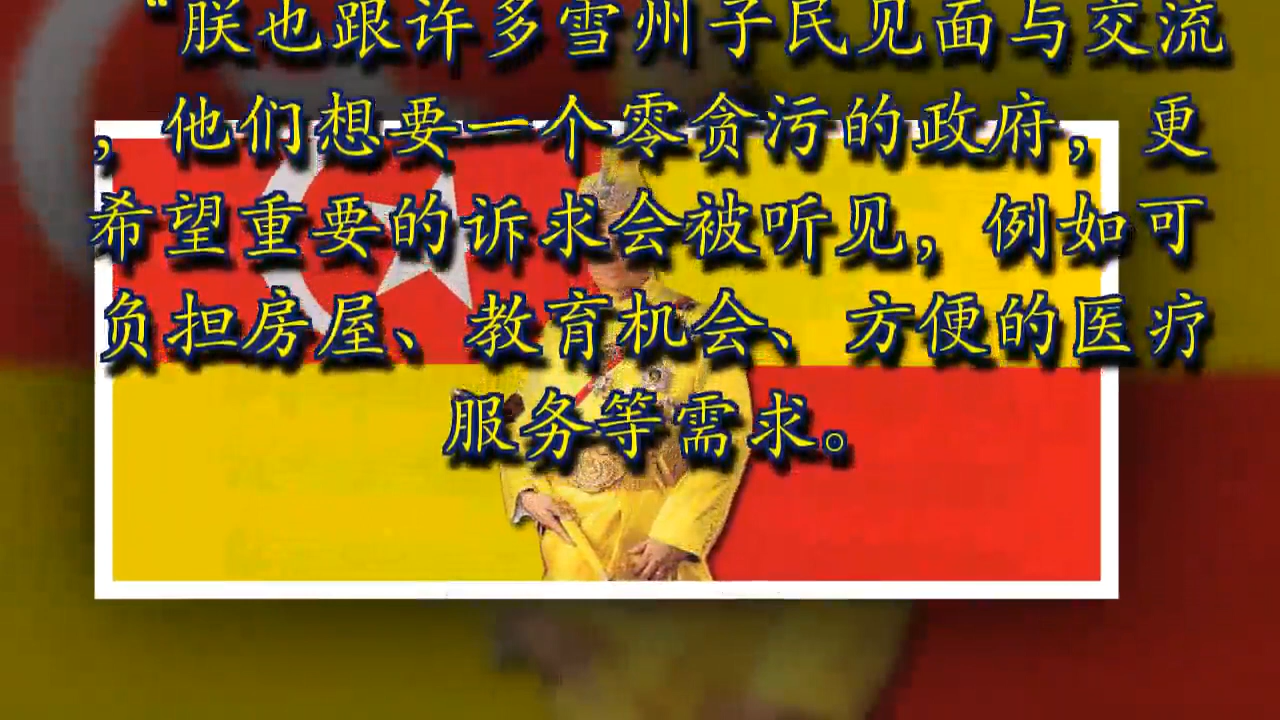 “朕也跟许多雪州子民见面与交流
，他们想要一个零贪污的政府，更
希望重要的诉求会被听见，例如可
负担房屋、教育机会、方便的医疗
服务等需求。